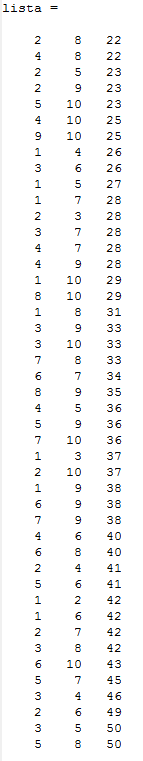 lista =
2 8 22
4 8 22
2 5 23
2 9 23
5 10 23
4 10 25
9 10 25
1 4 26
3 6 26
1 5 27
1 7 28
2 3 28
3 7 28
4 7 28
4 9 28
1 10 29
8 10 29
1 8 31
3 9 33
3 10 33
7 8 33
6 7 34
8 9 35
4 5 36
5 9 36
7 10 36
1 3 37
2 10 37
1 9 38
6 9 38
7 9 38
4 6 40
6 8 40
2 4 41
5 6 41
1 2 42
1 6 42
2 7 42
3 8 42
6 10 43
5 7 45
3 4 46
2 6 49
3 5 50
5 8 50